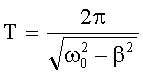 T = 2π / √(ω₀² − β²)